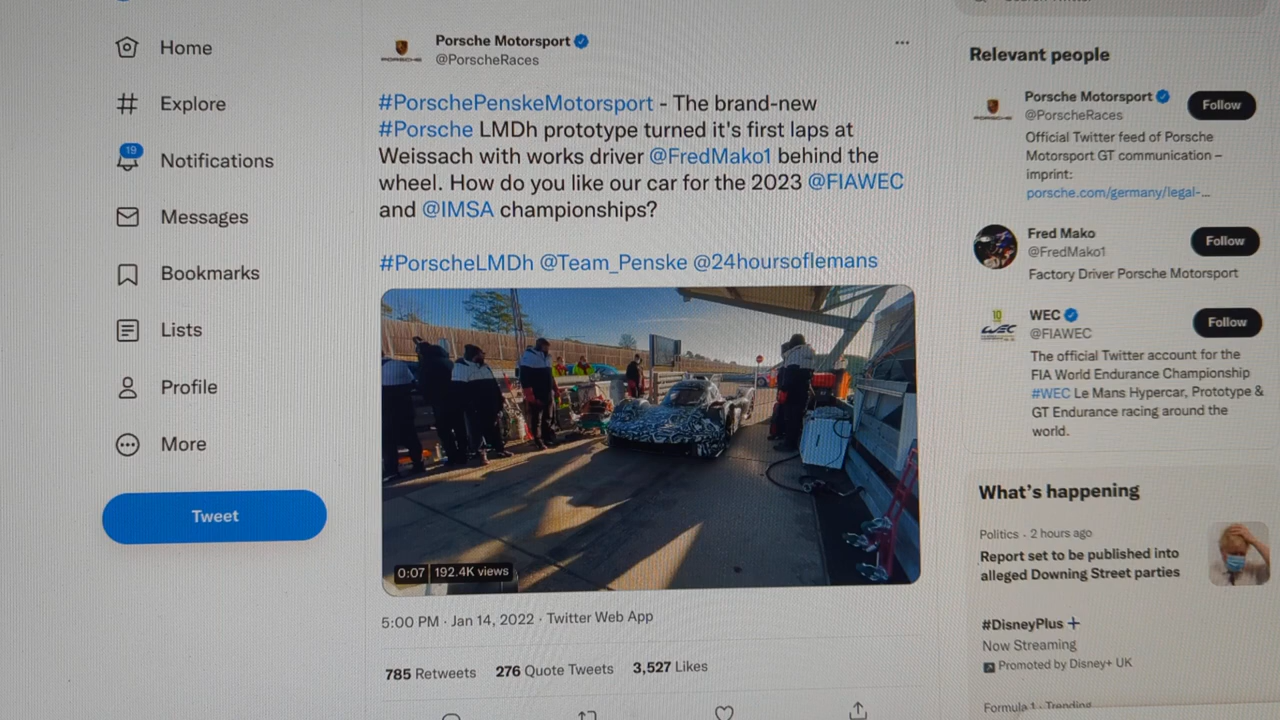 Home
Explore
19
Notifications
Messages
Bookmarks
Lists
Profile
More
Tweet
PORSCHE
Porsche Motorsport
@PorscheRaces
#PorschePenskeMotorsport - The brand-new
#Porsche LMDh prototype turned it's first laps at
Weissach with works driver @FredMako1 behind the
wheel. How do you like our car for the 2023 @FIAWEC
and @IMSA championships?
#PorscheLMDh @Team_Penske @24hoursoflemans
0:07 192.4K views
5:00 PM · Jan 14, 2022 · Twitter Web App
785 Retweets 276 Quote Tweets 3,527 Likes
Relevant people
PORSCHE
Porsche Motorsport
@PorscheRaces
Follow
Official Twitter feed of Porsche
Motorsport GT communication –
imprint:
porsche.com/germany/legal-...
Fred Mako
@FredMako1
Follow
Factory Driver Porsche Motorsport
10
WEC
WEC
@FIAWEC
Follow
The official Twitter account for the
FIA World Endurance Championship
#WEC Le Mans Hypercar, Prototype &
GT Endurance racing around the
world.
What's happening
Politics · 2 hours ago
Report set to be published into
alleged Downing Street parties
#DisneyPlus
Now Streaming
Promoted by Disney+ UK
Formula 1 · Trending